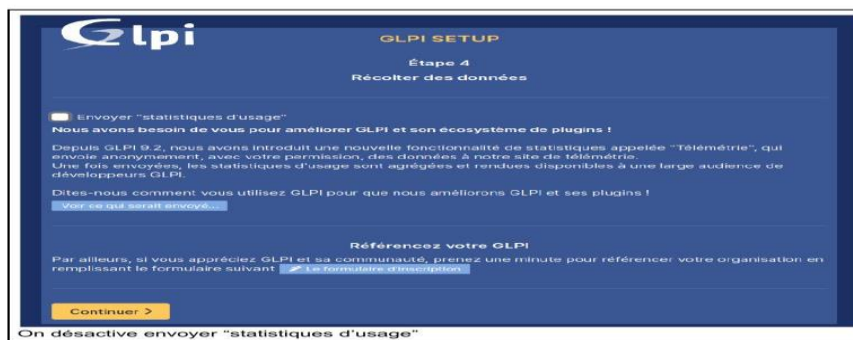 Glpi
GLPI SETUP
Étape 4
Récolter des données
Envoyer "statistiques d'usage"
Nous avons besoin de vous pour améliorer GLPI et son écosystème de plugins !
Depuis GLPI 9.2, nous avons introduit une nouvelle fonctionnalité de statistiques appelée "Télémétrie", qui
envoie anonymement, avec votre permission, des données à notre site de télémétrie.
Une fois envoyées, les statistiques d'usage sont agrégées et rendues disponibles à une large audience de
développeurs GLPI.
Dites-nous comment vous utilisez GLPI pour que nous améliorons GLPI et ses plugins !
Voir ce qui serait envoyé...
Référencez votre GLPI
Par ailleurs, si vous appréciez GLPI et sa communauté, prenez une minute pour référencer votre organisation en
remplissant le formulaire suivant Le formulaire d'inscription
Continuer >
On désactive envoyer "statistiques d'usage"